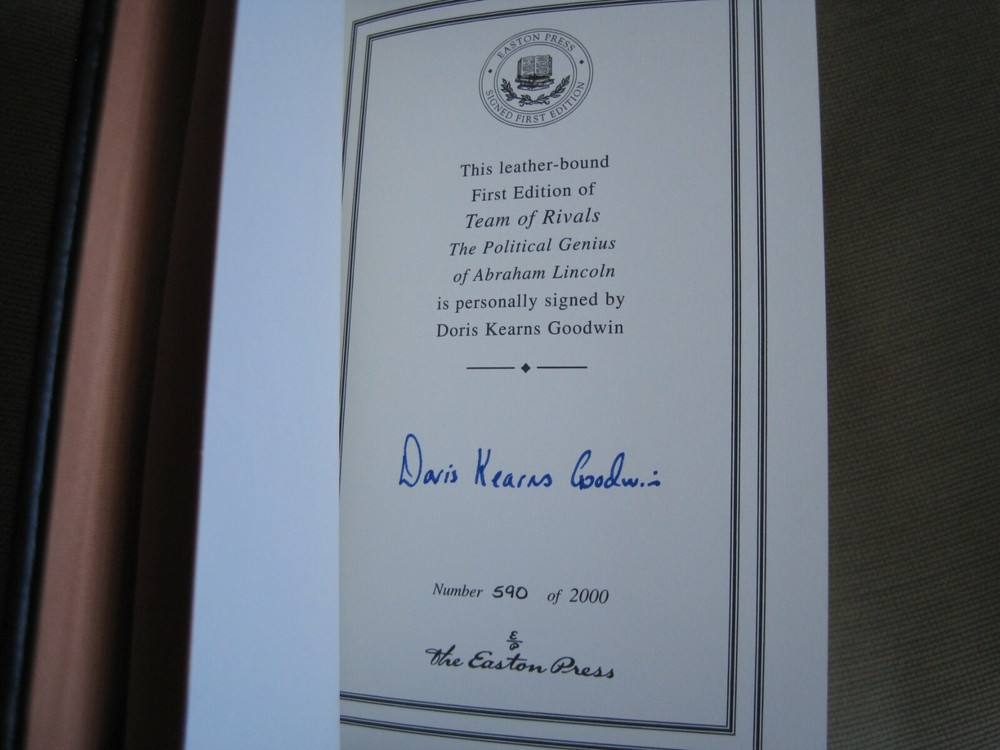 EASTON PRESS
SIGNED FIRST EDITION
This leather-bound
First Edition of
Team of Rivals
The Political Genius
of Abraham Lincoln
is personally signed by
Doris Kearns Goodwin
Doris Kearns Goodwin
Number 590 of 2000
E/P
the Easton Press